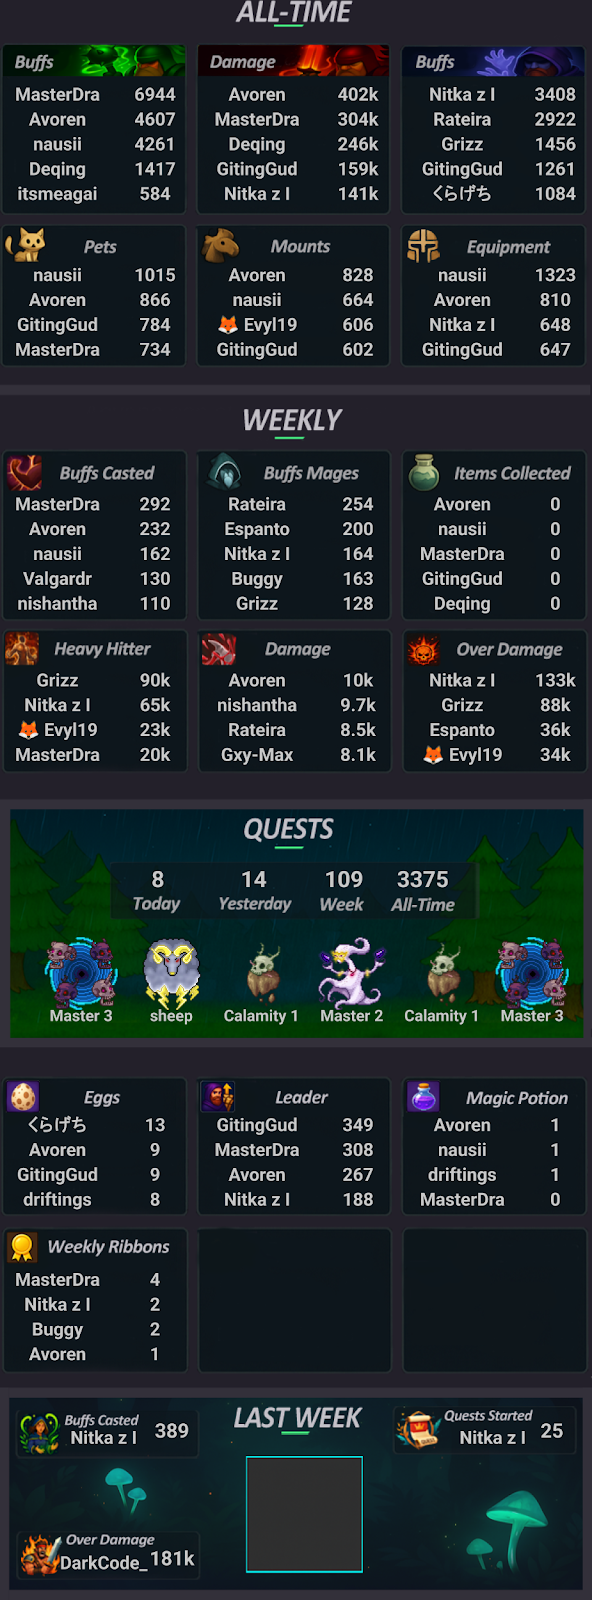 ALL-TIME
Buffs Damage Buffs
MasterDra 6944 Avoren 402k Nitka z I 3408
Avoren 4607 MasterDra 304k Rateira 2922
nausii 4261 Deqing 246k Grizz 1456
Deqing 1417 GitingGud 159k GitingGud 1261
itsmeagai 584 Nitka z I 141k くらげち 1084
Pets Mounts Equipment
nausii 1015 Avoren 828 nausii 1323
Avoren 866 nausii 664 Avoren 810
GitingGud 784 🦊 Evyl19 606 Nitka z I 648
MasterDra 734 GitingGud 602 GitingGud 647
WEEKLY
Buffs Casted Buffs Mages Items Collected
MasterDra 292 Rateira 254 Avoren 0
Avoren 232 Espanto 200 nausii 0
nausii 162 Nitka z I 164 MasterDra 0
Valgardr 130 Buggy 163 GitingGud 0
nishantha 110 Grizz 128 Deqing 0
Heavy Hitter Damage Over Damage
Grizz 90k Avoren 10k Nitka z I 133k
Nitka z I 65k nishantha 9.7k Grizz 88k
🦊 Evyl19 23k Rateira 8.5k Espanto 36k
MasterDra 20k Gxy-Max 8.1k 🦊 Evyl19 34k
QUESTS
8 14 109 3375
Today Yesterday Week All-Time
Master 3 sheep Calamity 1 Master 2 Calamity 1 Master 3
Eggs Leader Magic Potion
くらげち 13 GitingGud 349 Avoren 1
Avoren 9 MasterDra 308 nausii 1
GitingGud 9 Avoren 267 driftings 1
driftings 8 Nitka z I 188 MasterDra 0
Weekly Ribbons
MasterDra 4
Nitka z I 2
Buggy 2
Avoren 1
LAST WEEK
Buffs Casted
Nitka z I 389
Quests Started
Nitka z I 25
Over Damage
DarkCode_ 181k